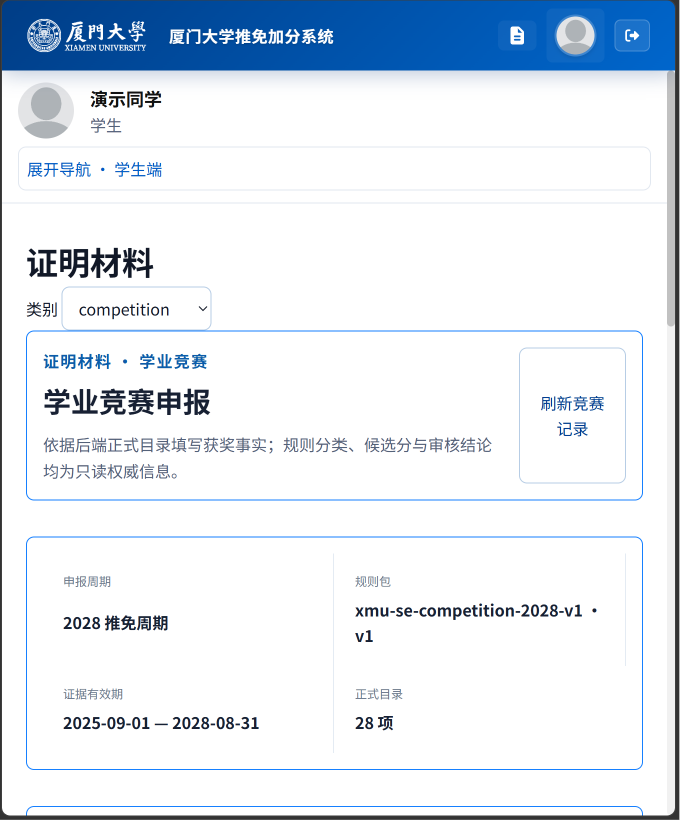 厦門大學
XIAMEN UNIVERSITY
厦门大学推免加分系统
演示同学
学生
展开导航 · 学生端
证明材料
类别 competition
证明材料 · 学业竞赛
学业竞赛申报
依据后端正式目录填写获奖事实；规则分类、候选分与审核结论
均为只读权威信息。
刷新竞赛
记录
申报周期
2028 推免周期
规则包
xmu-se-competition-2028-v1 ·
v1
证据有效期
2025-09-01 — 2028-08-31
正式目录
28 项